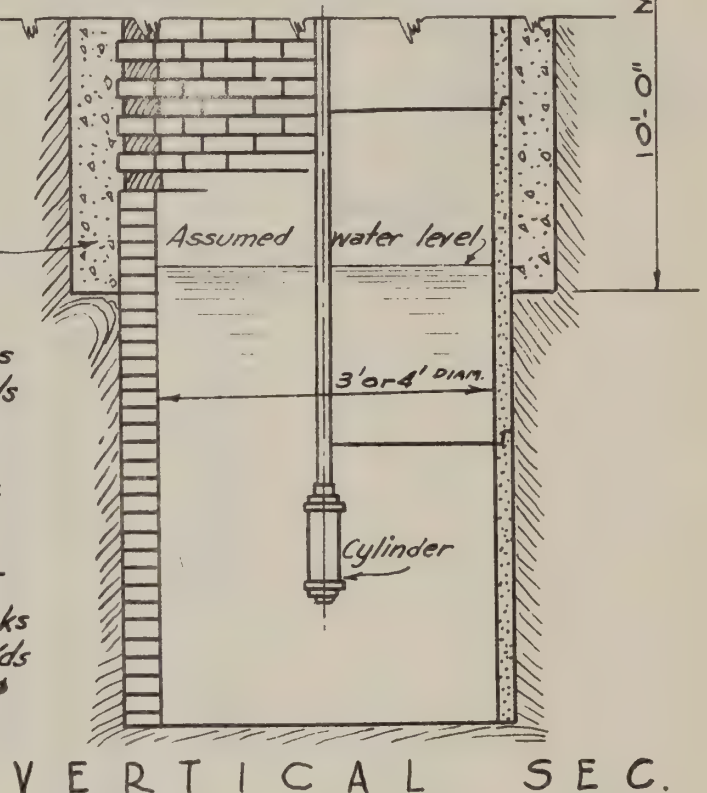 10'-0"
Assumed water level
3' or 4' DIAM.
Cylinder
VERTICAL SEC.